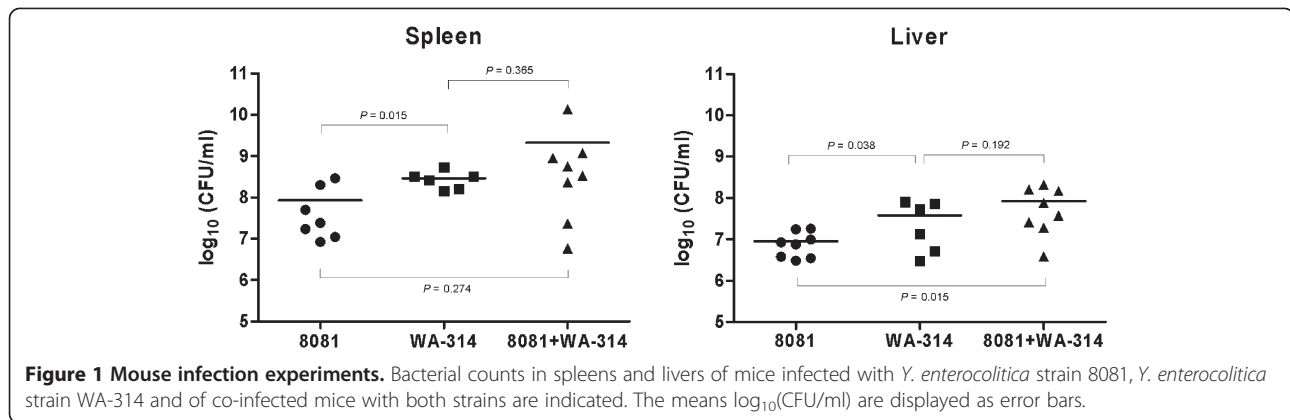 Spleen
Liver
log10 (CFU/ml)
11
10
9
8
7
6
5
P = 0.015
P = 0.365
P = 0.274
8081
WA-314
8081+WA-314
log10 (CFU/ml)
11
10
9
8
7
6
5
P = 0.038
P = 0.192
P = 0.015
8081
WA-314
8081+WA-314
Figure 1 Mouse infection experiments. Bacterial counts in spleens and livers of mice infected with Y. enterocolitica strain 8081, Y. enterocolitica
strain WA-314 and of co-infected mice with both strains are indicated. The means log10(CFU/ml) are displayed as error bars.